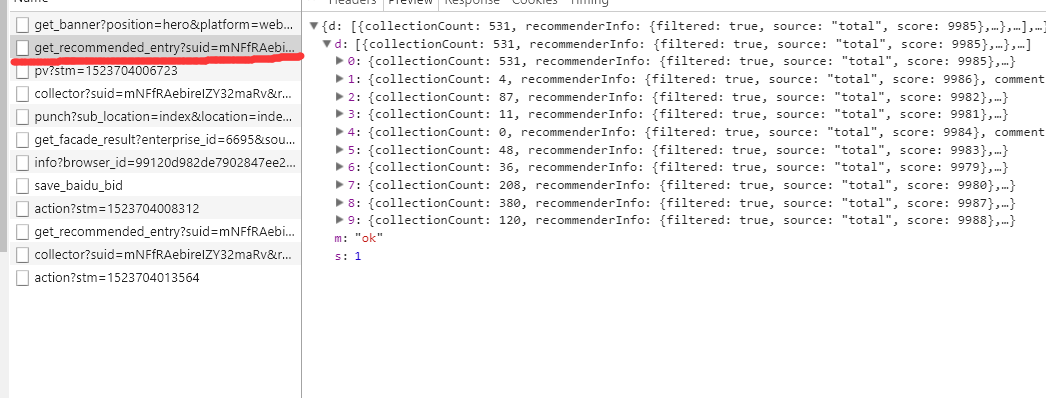 Headers Preview Response Cookies Timing
get_banner?position=hero&platform=web...
get_recommended_entry?suid=mNFfRAebi...
pv?stm=1523704006723
collector?suid=mNFfRAebireIZY32maRv&r...
punch?sub_location=index&location=inde...
get_facade_result?enterprise_id=6695&sou...
info?browser_id=99120d982de7902847ee2...
save_baidu_bid
action?stm=1523704008312
get_recommended_entry?suid=mNFfRAebi...
collector?suid=mNFfRAebireIZY32maRv&r...
action?stm=1523704013564
{d: [{collectionCount: 531, recommenderInfo: {filtered: true, source: "total", score: 9985},…},…],…}
d: [{collectionCount: 531, recommenderInfo: {filtered: true, source: "total", score: 9985},…},…]
0: {collectionCount: 531, recommenderInfo: {filtered: true, source: "total", score: 9985},…}
1: {collectionCount: 4, recommenderInfo: {filtered: true, source: "total", score: 9986}, comment
2: {collectionCount: 87, recommenderInfo: {filtered: true, source: "total", score: 9982},…}
3: {collectionCount: 11, recommenderInfo: {filtered: true, source: "total", score: 9981},…}
4: {collectionCount: 0, recommenderInfo: {filtered: true, source: "total", score: 9984}, comment
5: {collectionCount: 48, recommenderInfo: {filtered: true, source: "total", score: 9983},…}
6: {collectionCount: 36, recommenderInfo: {filtered: true, source: "total", score: 9979},…}
7: {collectionCount: 208, recommenderInfo: {filtered: true, source: "total", score: 9980},…}
8: {collectionCount: 380, recommenderInfo: {filtered: true, source: "total", score: 9987},…}
9: {collectionCount: 120, recommenderInfo: {filtered: true, source: "total", score: 9988},…}
m: "ok"
s: 1